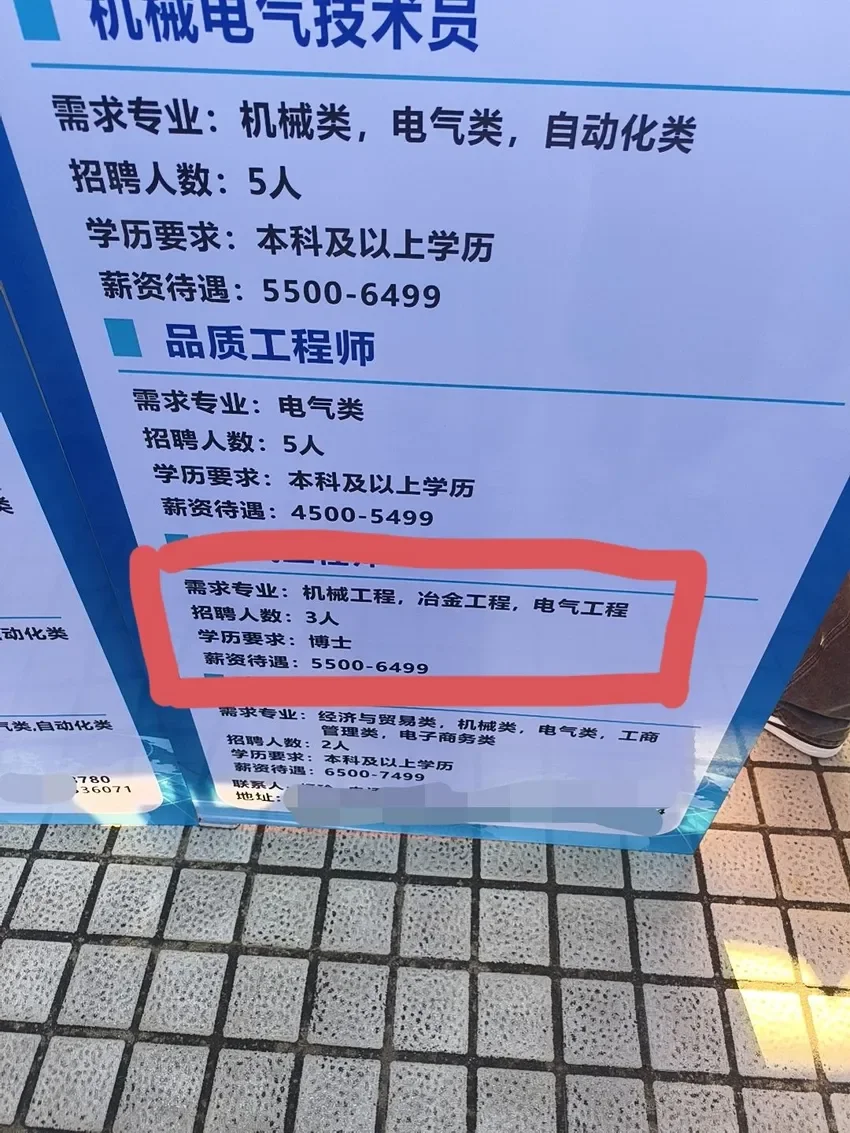 机械电气技术员
需求专业：机械类，电气类，自动化类
招聘人数：5人
学历要求：本科及以上学历
薪资待遇：5500-6499
品质工程师
需求专业：电气类
招聘人数：5人
学历要求：本科及以上学历
薪资待遇：4500-5499
工程师
需求专业：机械工程，冶金工程，电气工程
招聘人数：3人
学历要求：博士
薪资待遇：5500-6499
需求专业：经济与贸易类，机械类，电气类，工商
管理类，电子商务类
招聘人数：2人
学历要求：本科及以上学历
薪资待遇：6500-7499
联系人
地址：
动化类
气类,自动化类
3780
36071